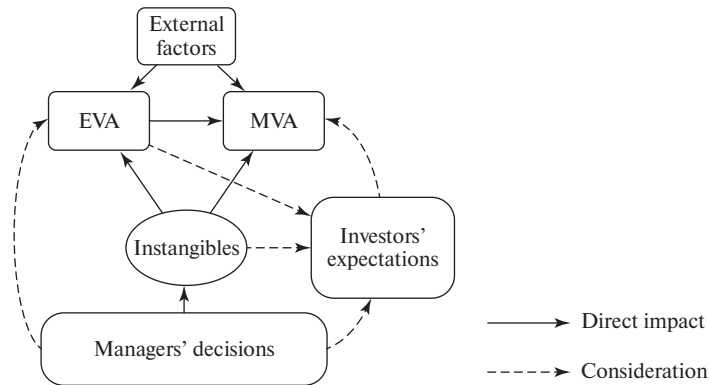 External
factors
EVA
MVA
Instangibles
Investors'
expectations
Managers' decisions
Direct impact
Consideration